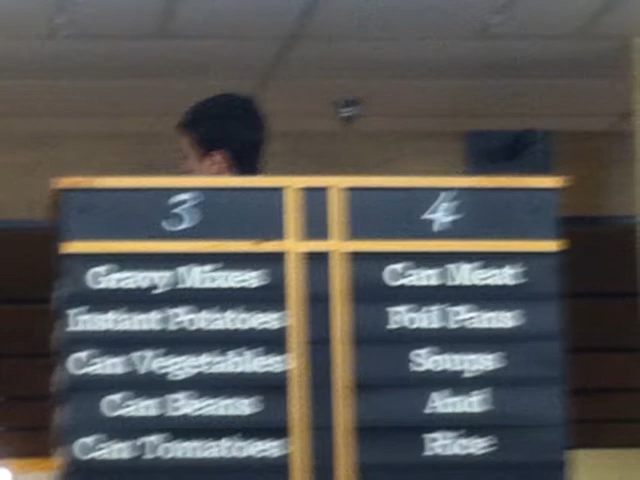 3
Gravy Mixes
Instant Potatoes
Can Vegetables
Can Beans
Can Tomatoes
4
Can Meat
Foil Pans
Soups
And
Rice